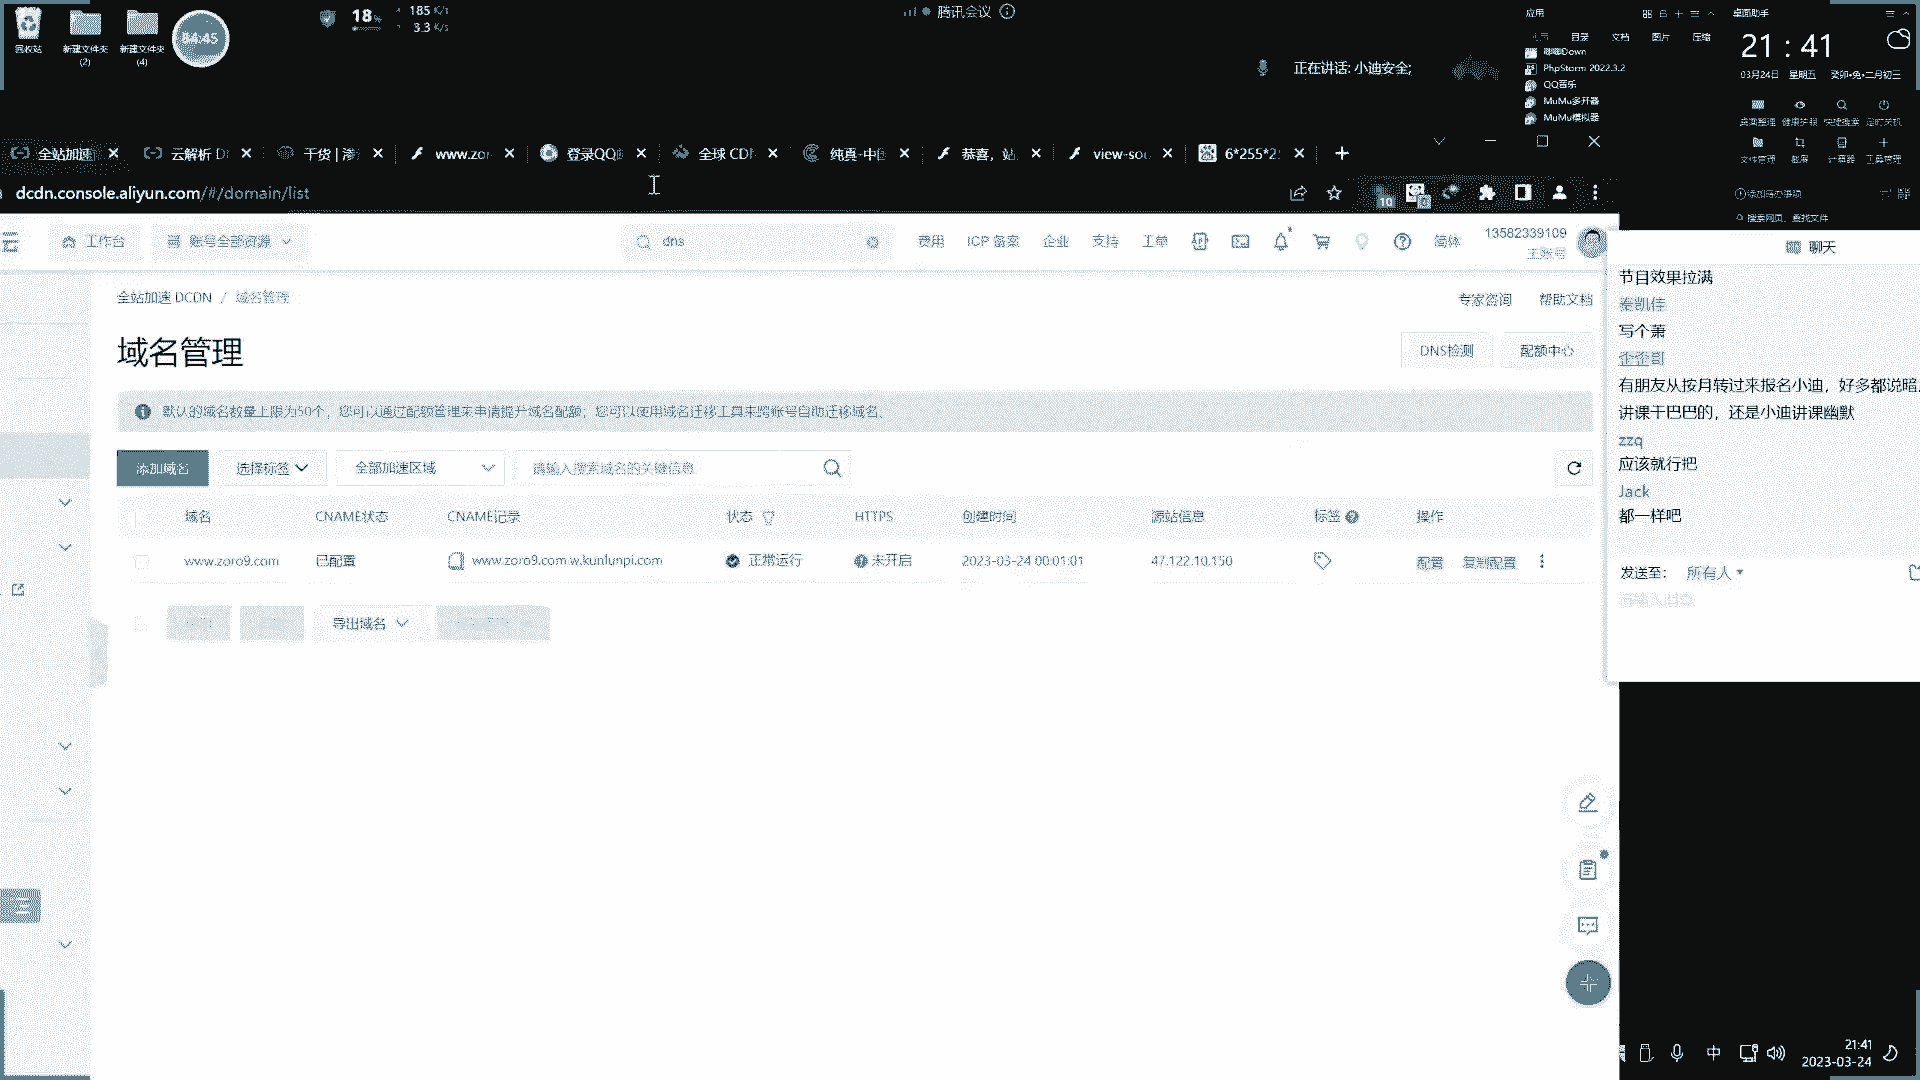 回收站
新建文件夹
(2)
新建文件夹
(4)
84:45
18%
185 K/s
3.3 K/s
腾讯会议
正在讲话: 小迪安全;
应用
目录
文档
图片
压缩
PhpStorm 2022.3.2
QQ音乐
MuMu多开器
MuMu模拟器
桌面助手
21 : 41
03月24日 星期五 癸卯•兔•二月初三
全站加速
云解析 D
干货 | 渗
www.zor
登录QQ
全球 CD
纯真-中
恭喜，站
view-sou
6*255*2
dcdn.console.aliyun.com/#/domain/list
10
工作台
账号全部资源
dns
费用
ICP 备案
企业
支持
工单
简体
13582339109
主账号
全站加速 DCDN / 域名管理
专家咨询
帮助文档
域名管理
DNS检测
配额中心
默认的域名数量上限为50个，您可以通过配额管理来申请提升域名配额；您可以使用域名迁移工具来跨账号自助迁移域名。
添加域名
选择标签
全部加速区域
请输入搜索域名的关键信息
域名
CNAME状态
CNAME记录
状态
HTTPS
创建时间
源站信息
标签
操作
www.zoro9.com
已配置
www.zoro9.com.w.kunlunpi.com
正常运行
未开启
2023-03-24 00:01:01
47.122.10.150
配置
复制配置
导出域名
聊天
节目效果拉满
秦凯佳
写个萧
歪歪哥
有朋友从按月转过来报名小迪，好多都说暗
讲课干巴巴的，还是小迪讲课幽默
zzq
应该就行把
Jack
都一样吧
发送至：
所有人
中
21:41
2023-03-24